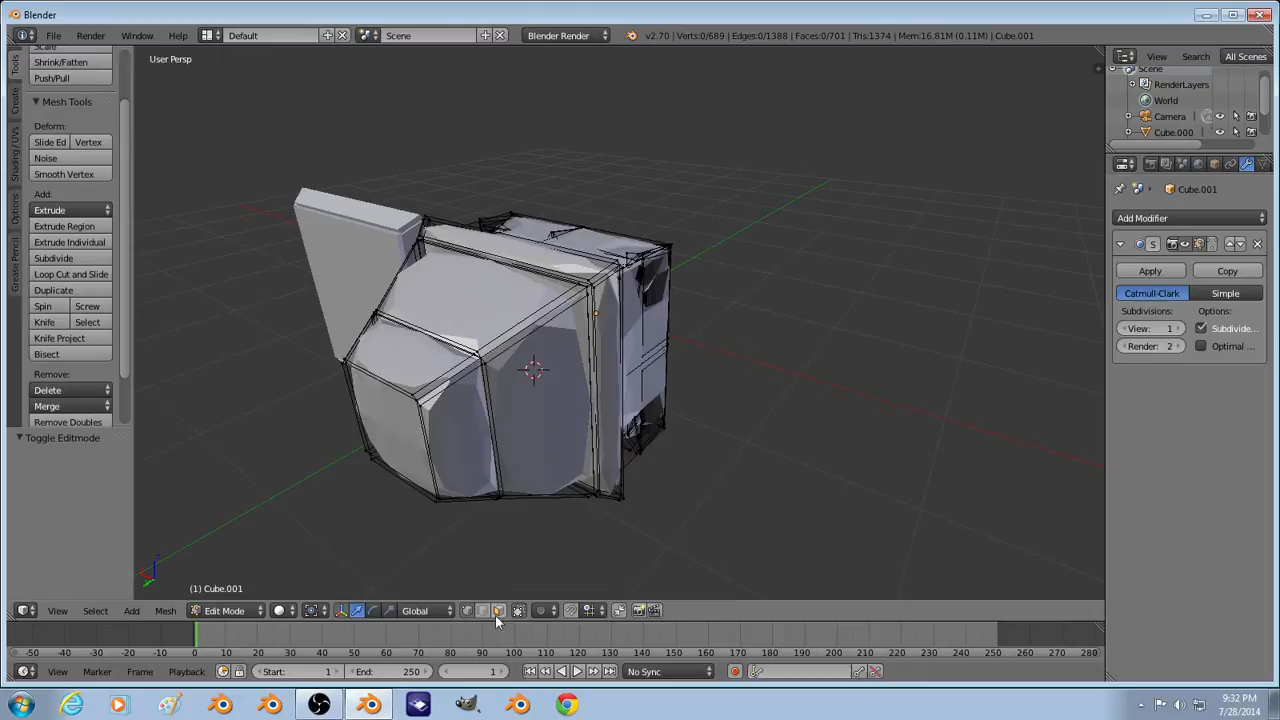 Blender
File Render Window Help Default Scene Blender Render v2.70 | Verts:0/689 | Edges:0/1388 | Faces:0/701 | Tris:1374 | Mem:16.81M (0.11M) | Cube.001
Scale
Shrink/Fatten
Push/Pull
Mesh Tools
Deform:
Slide Ed Vertex
Noise
Smooth Vertex
Add:
Extrude
Extrude Region
Extrude Individual
Subdivide
Loop Cut and Slide
Duplicate
Spin Screw
Knife Select
Knife Project
Bisect
Remove:
Delete
Merge
Remove Doubles
Toggle Editmode
Tools
Create
Shading / UVs
Options
Grease Pencil
User Persp
(1) Cube.001
View Search All Scenes
Scene
RenderLayers
World
Camera
Cube.000
Cube.001
Add Modifier
S
Apply Copy
Catmull-Clark Simple
Subdivisions: Options:
View: 1 Subdivide...
Render: 2 Optimal ...
View Select Add Mesh Edit Mode Global
-50 -40 -30 -20 -10 0 10 20 30 40 50 60 70 80 90 100 110 120 130 140 150 160 170 180 190 200 210 220 230 240 250 260 270 280
View Marker Frame Playback Start: 1 End: 250 1 No Sync
9:32 PM
7/28/2014